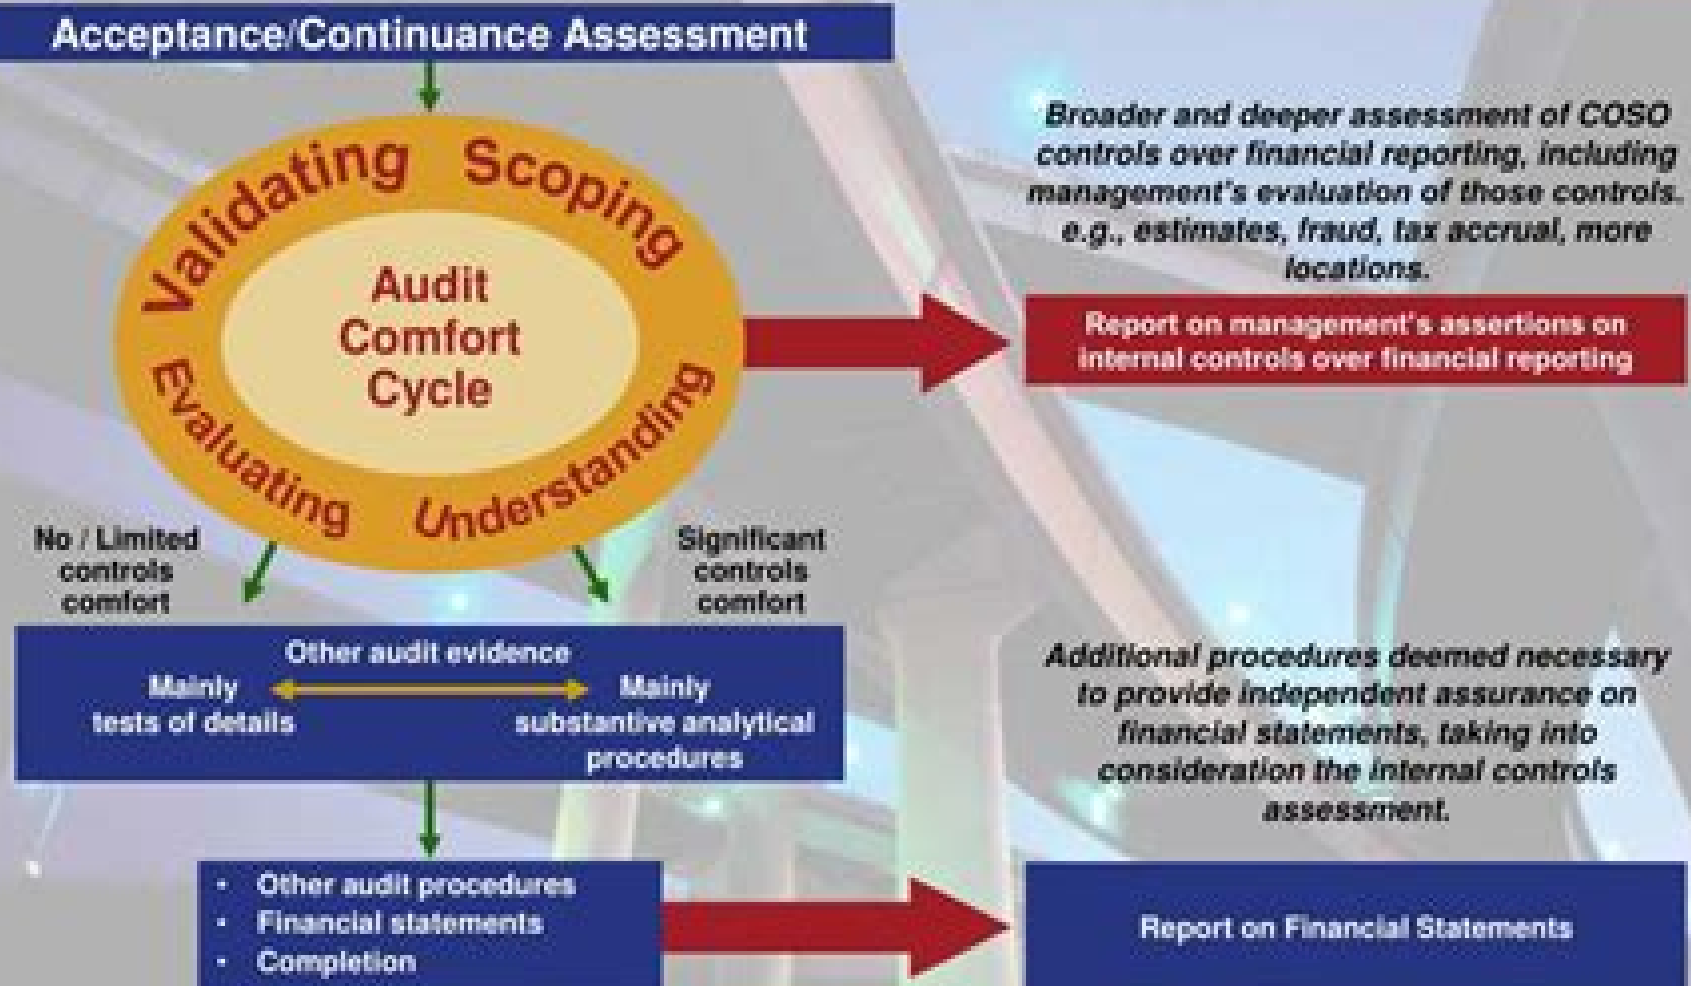 Acceptance/Continuance Assessment
Validating
Scoping
Audit
Comfort
Cycle
Evaluating
Understanding
Broader and deeper assessment of COSO
controls over financial reporting, including
management's evaluation of those controls.
e.g., estimates, fraud, tax accrual, more
locations.
Report on management's assertions on
internal controls over financial reporting
No / Limited
controls
comfort
Significant
controls
comfort
Other audit evidence
Mainly
tests of details
Mainly
substantive analytical
procedures
Additional procedures deemed necessary
to provide independent assurance on
financial statements, taking into
consideration the internal controls
assessment.
• Other audit procedures
• Financial statements
• Completion
Report on Financial Statements